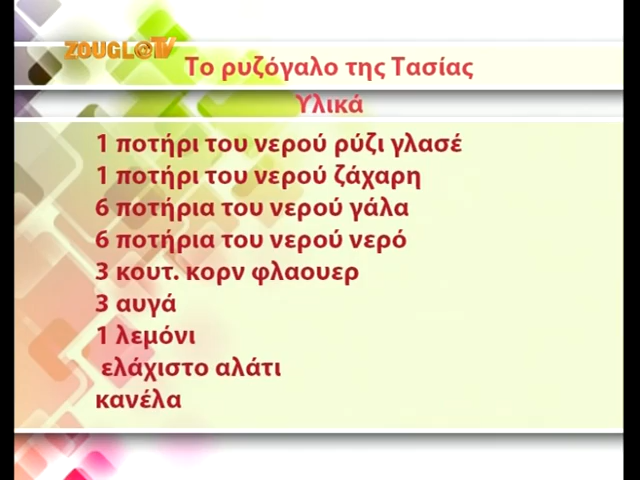 ZOUGL@TV
Το ρυζόγαλο της Τασίας
Υλικά
1 ποτήρι του νερού ρύζι γλασέ
1 ποτήρι του νερού ζάχαρη
6 ποτήρια του νερού γάλα
6 ποτήρια του νερού νερό
3 κουτ. κορν φλαουερ
3 αυγά
1 λεμόνι
ελάχιστο αλάτι
κανέλα